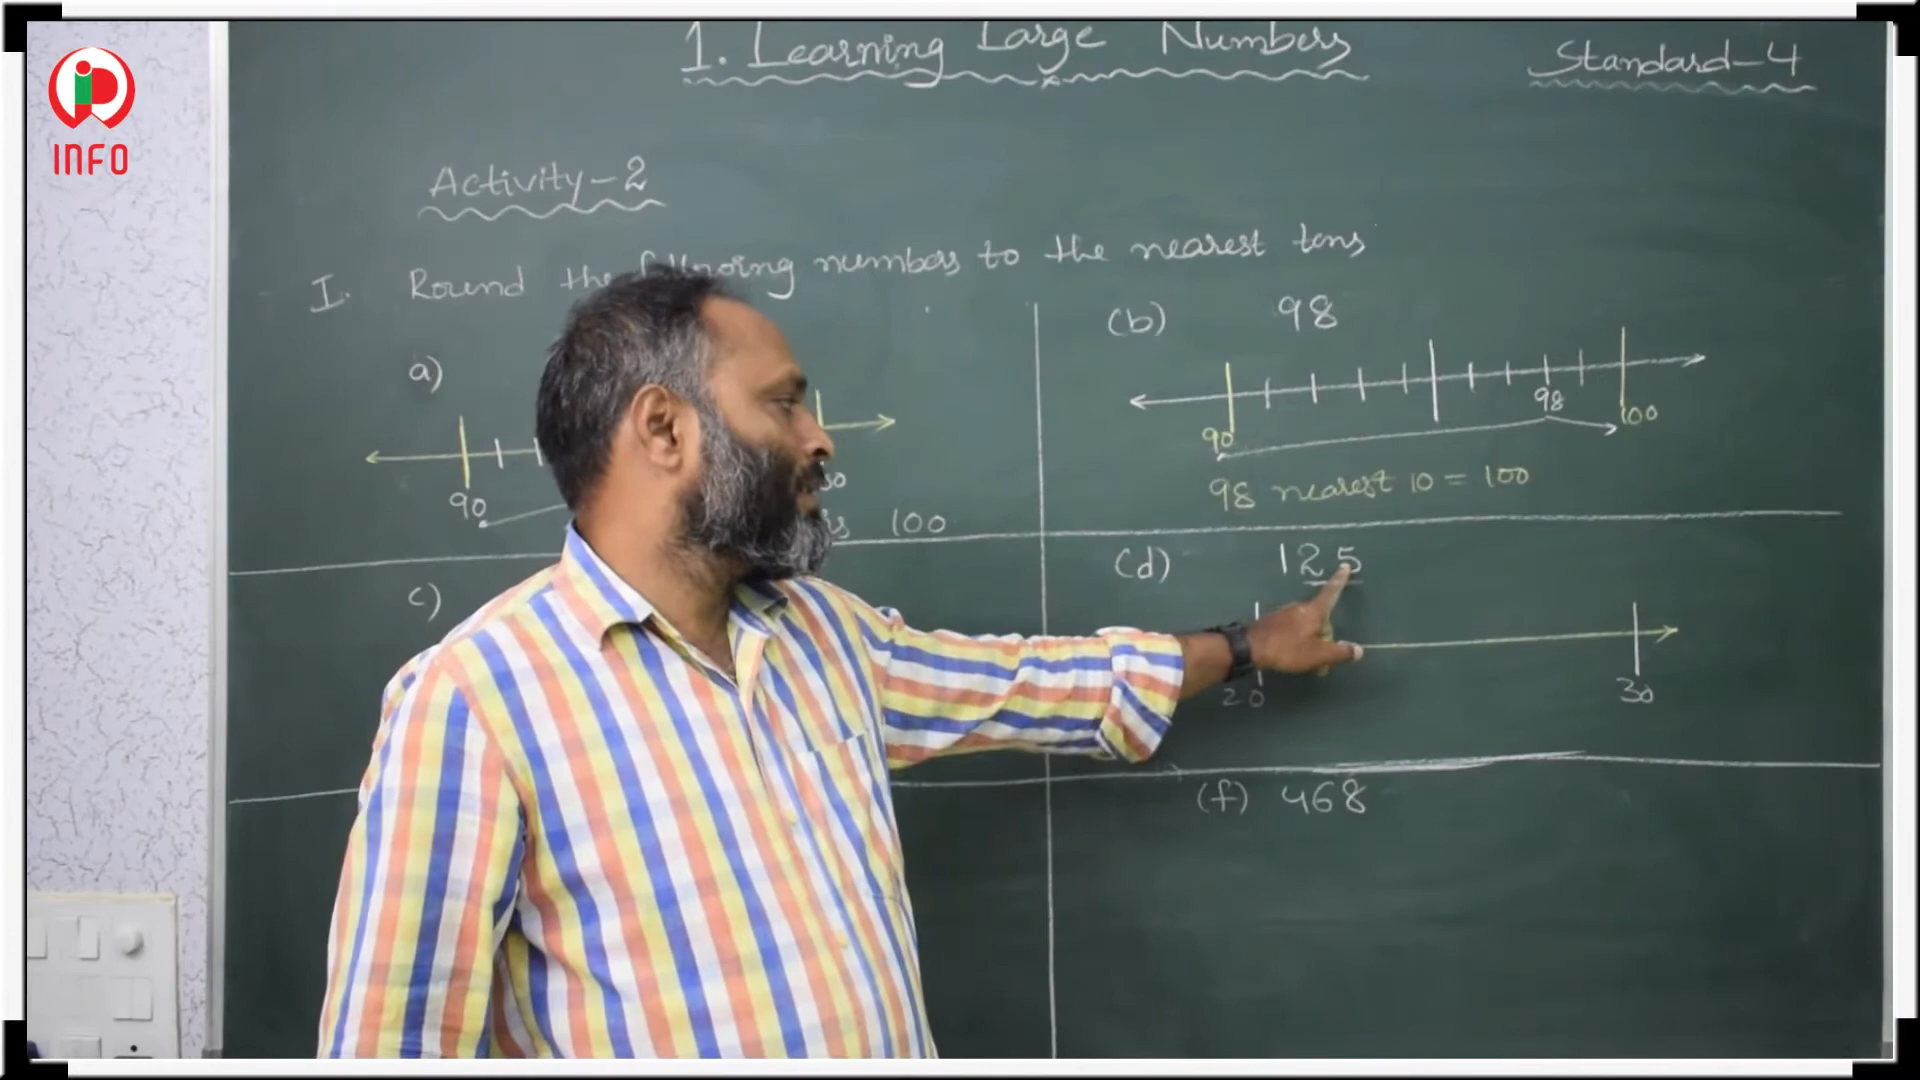 INFO
1. Learning Large Numbers
Standard-4
Activity-2
I. Round the following numbers to the nearest tens
a)
90
100
(b) 98
90
98
100
98 nearest 10 = 100
c)
(d) 125
20
30
(f) 468